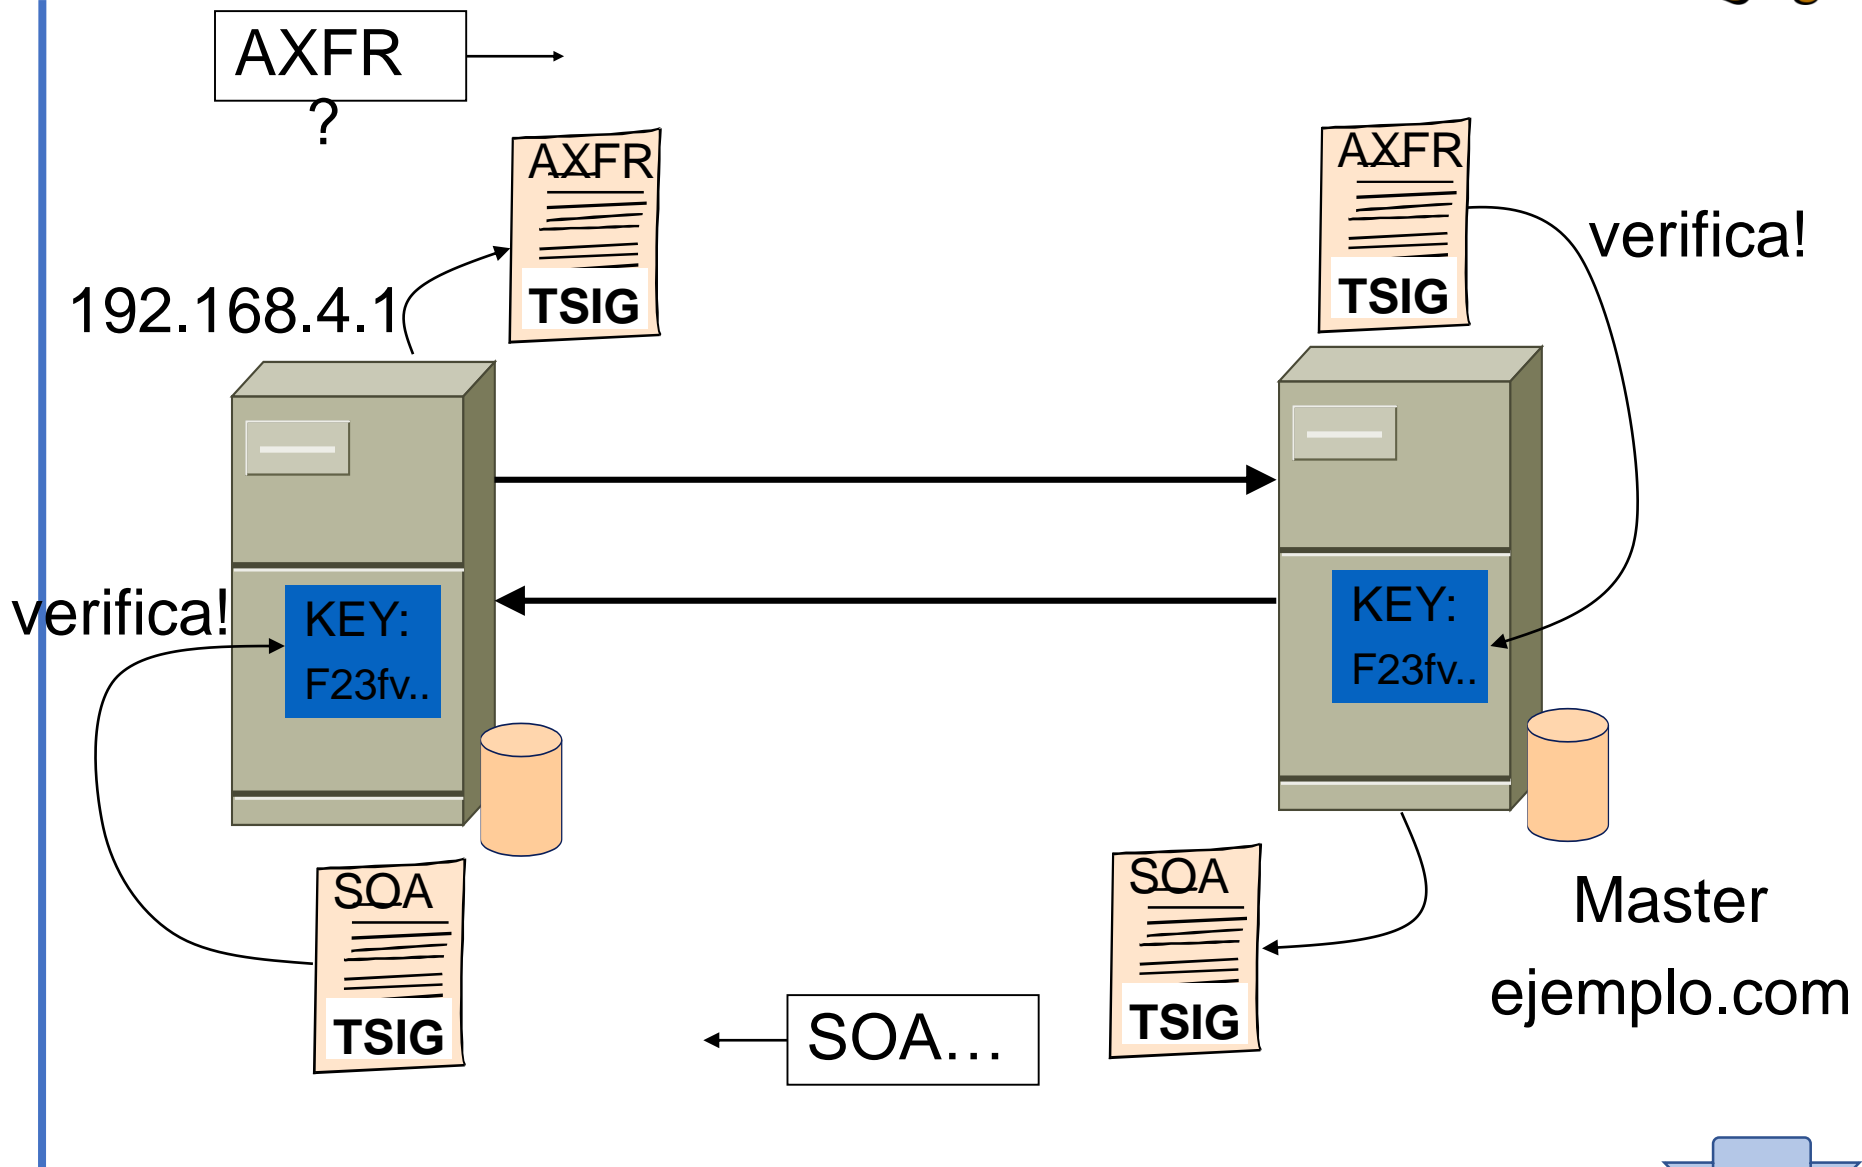 AXFR
?
AXFR
TSIG
AXFR
TSIG
verifica!
192.168.4.1
verifica!
KEY:
F23fv..
KEY:
F23fv..
SOA
TSIG
SOA
TSIG
Master
ejemplo.com
SOA…